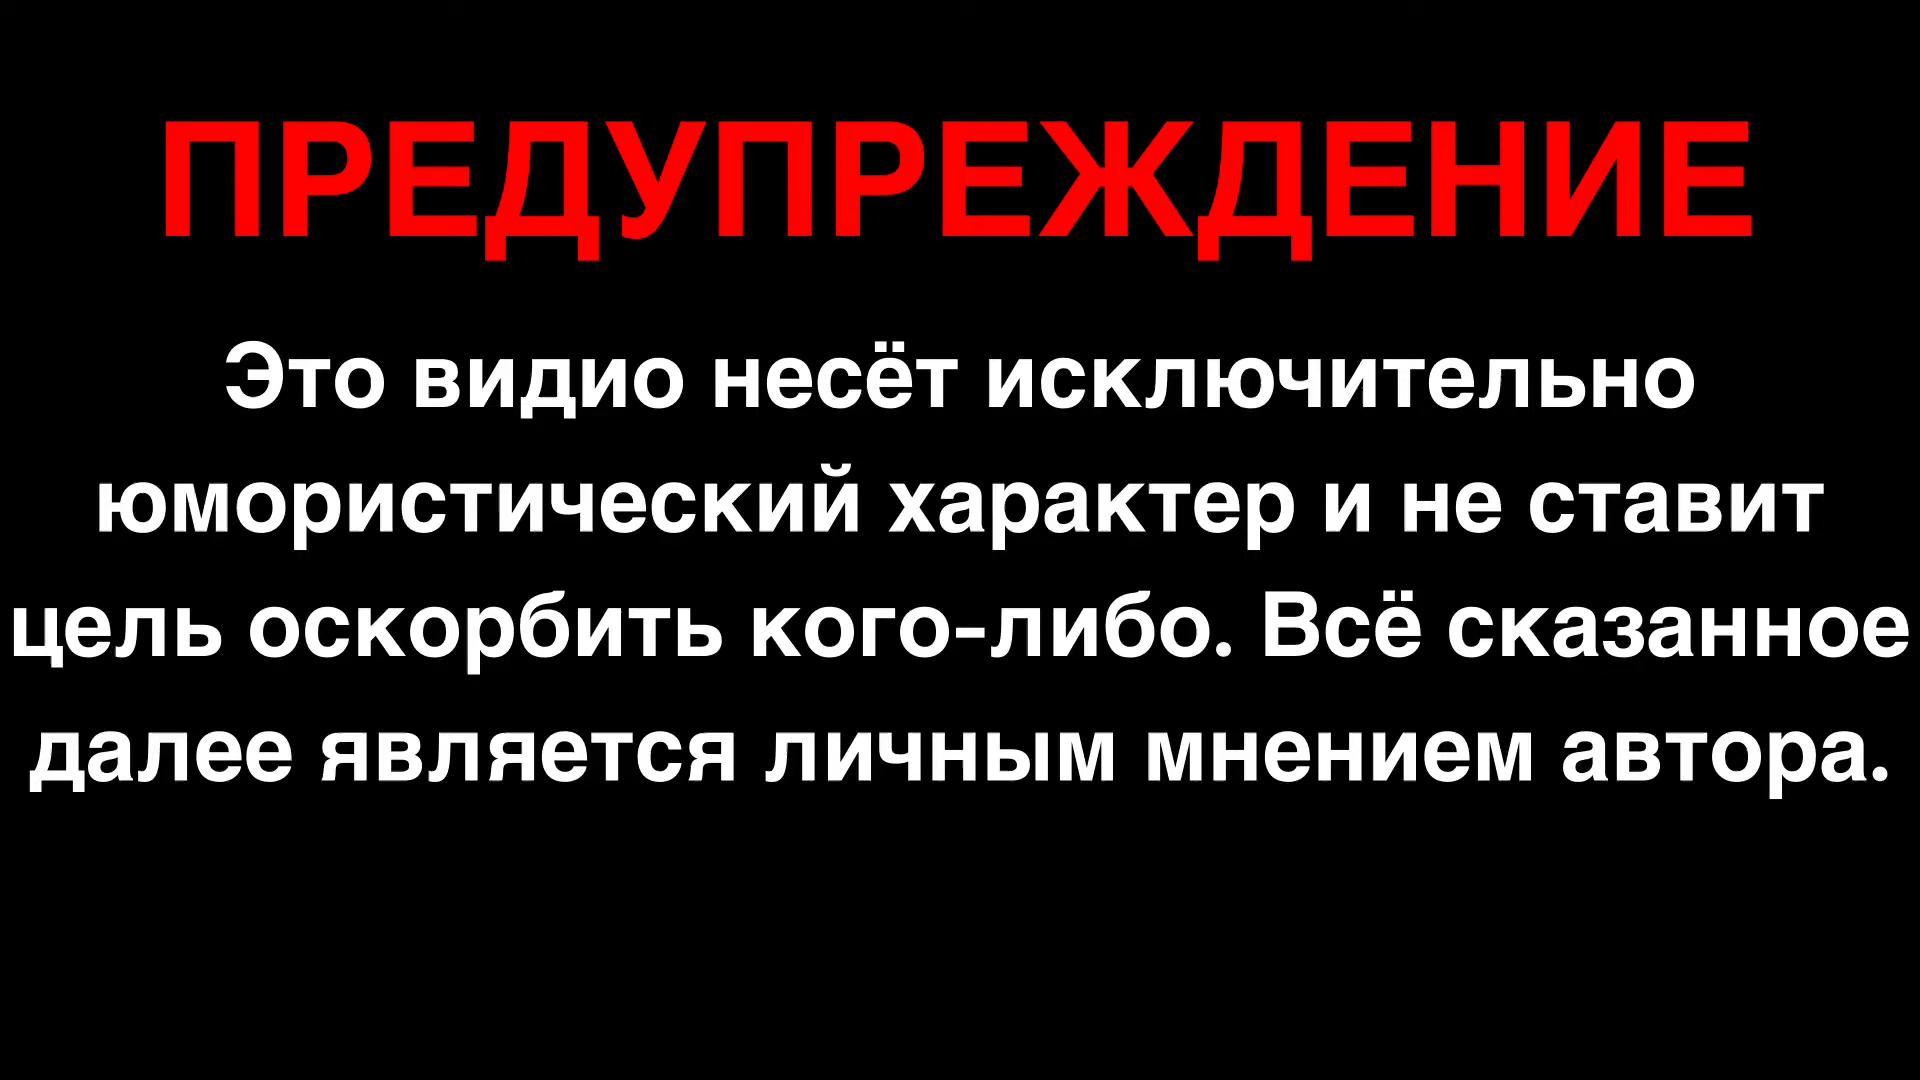 ПРЕДУПРЕЖДЕНИЕ
Это видио несёт исключительно
юмористический характер и не ставит
цель оскорбить кого-либо. Всё сказанное
далее является личным мнением автора.